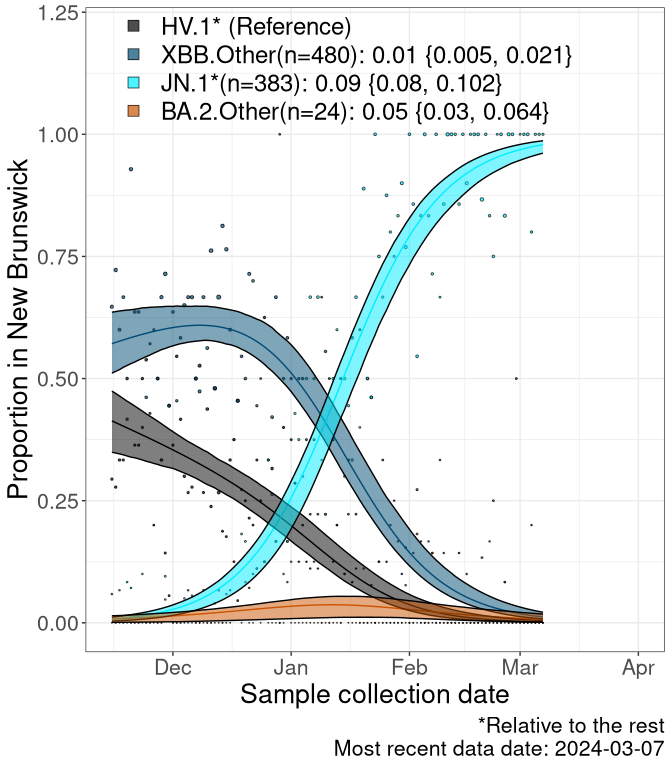 1.25
HV.1* (Reference)
XBB.Other(n=480): 0.01 {0.005, 0.021}
JN.1*(n=383): 0.09 {0.08, 0.102}
BA.2.Other(n=24): 0.05 {0.03, 0.064}
1.00
0.75
0.50
0.25
0.00
Proportion in New Brunswick
Dec Jan Feb Mar Apr
Sample collection date
*Relative to the rest
Most recent data date: 2024-03-07